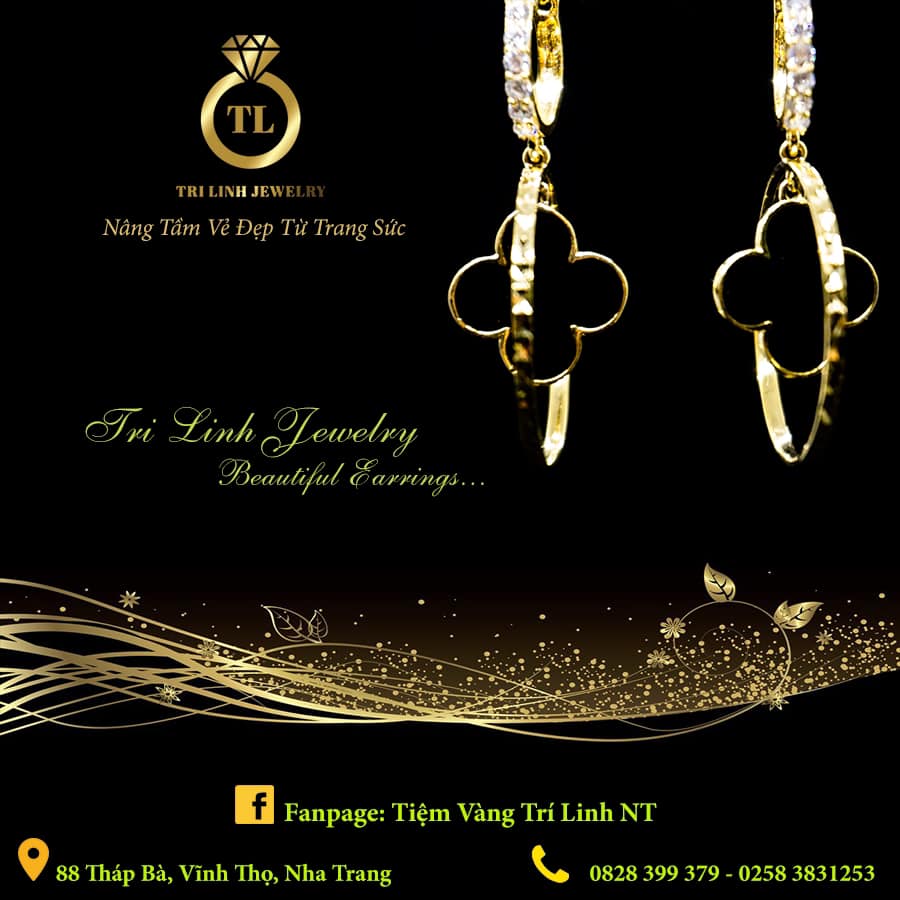 TL
TRI LINH JEWELRY
Nâng Tầm Vẻ Đẹp Từ Trang Sức
Tri Linh Jewelry
Beautiful Earrings...
f Fanpage: Tiệm Vàng Trí Linh NT
88 Tháp Bà, Vĩnh Thọ, Nha Trang
0828 399 379 - 0258 3831253